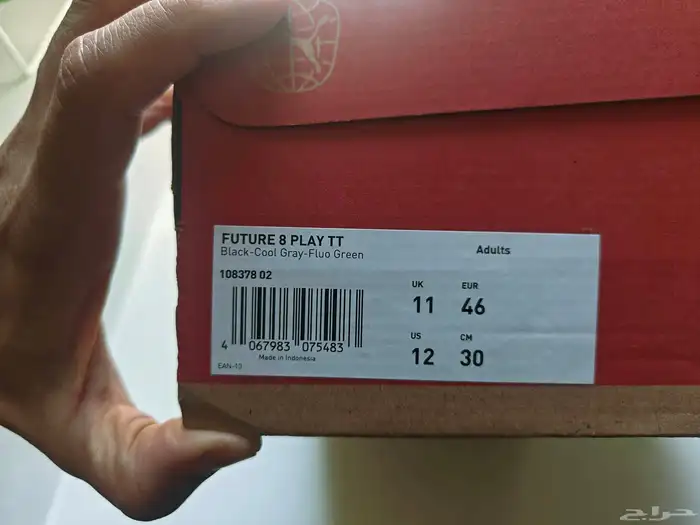 FUTURE 8 PLAY TT
Black-Cool Gray-Fluo Green
Adults
108378 02
UK EUR
11 46
US CM
12 30
4 067983 075483
Made in Indonesia
EAN-13
حراج